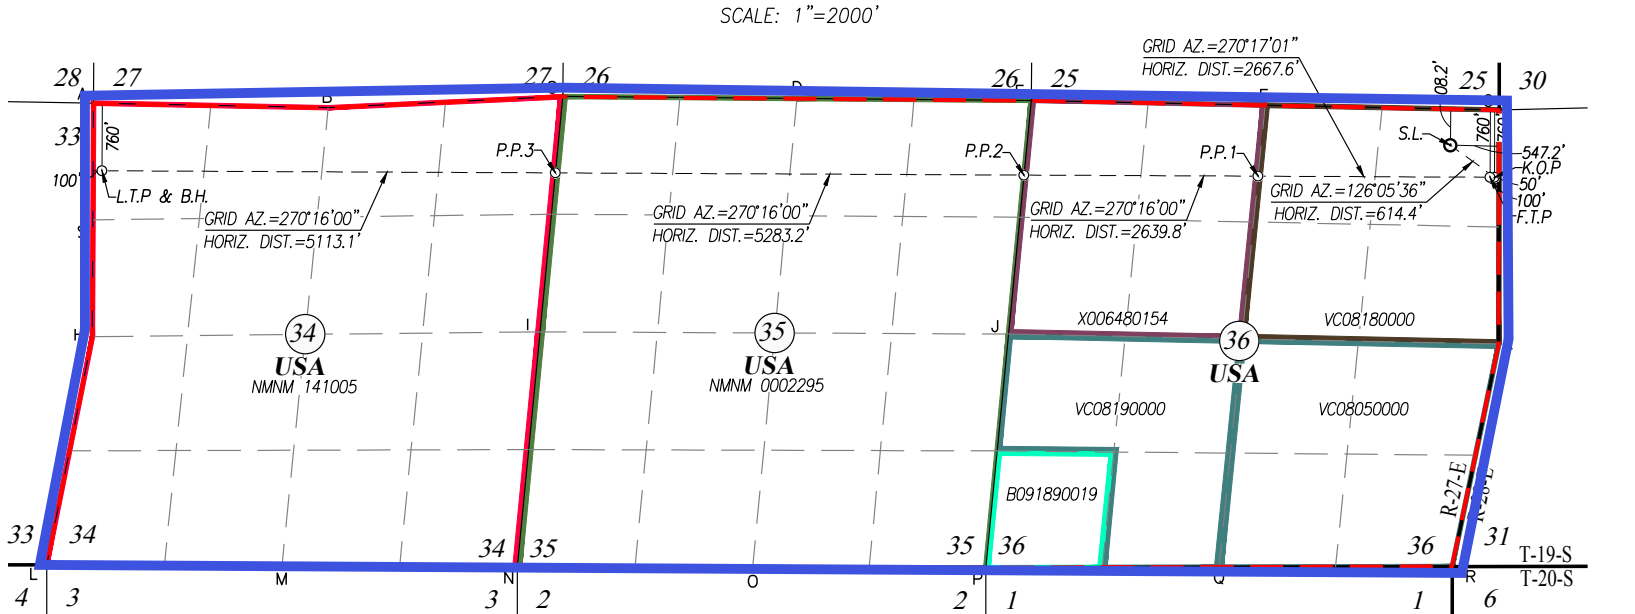 SCALE: 1"=2000'
GRID AZ.=270°17'01"
HORIZ. DIST.=2667.6'
28 27
27 26
26 25
25 30
B
D
F
33
760'
08.2'
760'
760'
S.L.
547.2'
K.O.P
50'
100'
F.T.P
P.P.3
P.P.2
P.P.1
100'
L.T.P & B.H.
GRID AZ.=270°16'00"
HORIZ. DIST.=5113.1'
GRID AZ.=270°16'00"
HORIZ. DIST.=5283.2'
GRID AZ.=270°16'00"
HORIZ. DIST.=2639.8'
GRID AZ.=126°05'36"
HORIZ. DIST.=614.4'
S
H
I
J
34
USA
NMNM 141005
35
USA
NMNM 0002295
X006480154
36
USA
VC08180000
VC08190000
VC08050000
B091890019
R-27-E
R-28-E
33 34
34 35
35 36
36 31
T-19-S
T-20-S
L
M
N
O
P
Q
R
4 3
3 2
2 1
1 6